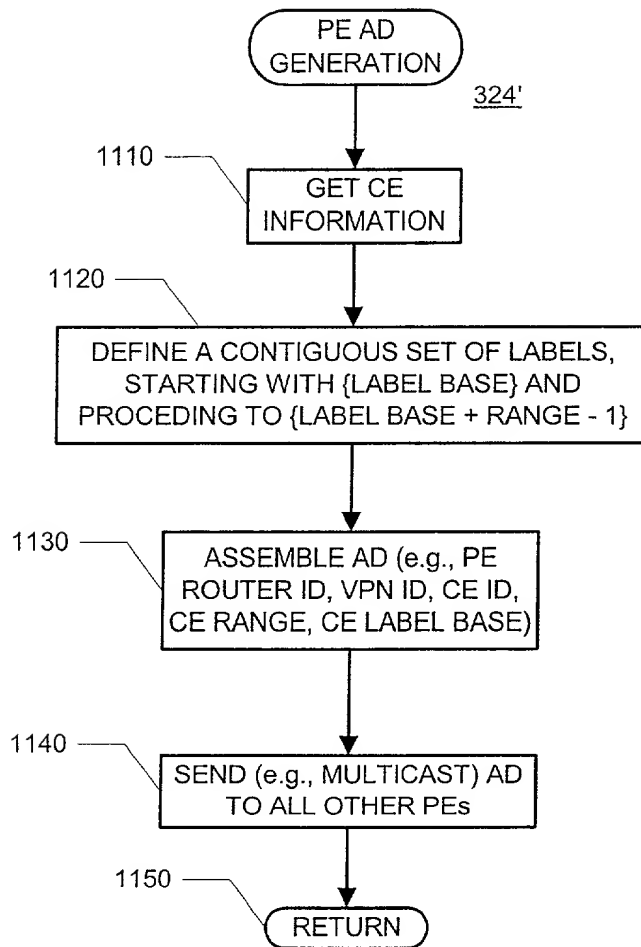 PE AD
GENERATION
324'
1110
GET CE
INFORMATION
1120
DEFINE A CONTIGUOUS SET OF LABELS,
STARTING WITH {LABEL BASE} AND
PROCEDING TO {LABEL BASE + RANGE - 1}
1130
ASSEMBLE AD (e.g., PE
ROUTER ID, VPN ID, CE ID,
CE RANGE, CE LABEL BASE)
1140
SEND (e.g., MULTICAST) AD
TO ALL OTHER PEs
1150
RETURN